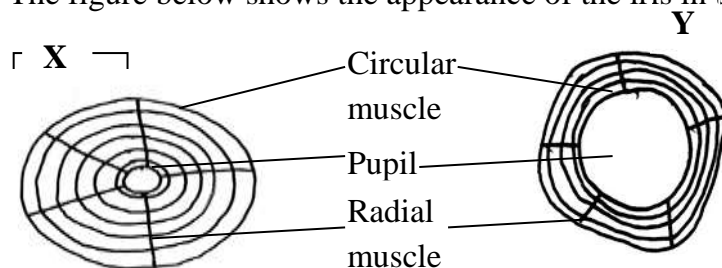 The figure below shows the appearance of the iris in
Y
X
Circular
muscle
Pupil
Radial
muscle